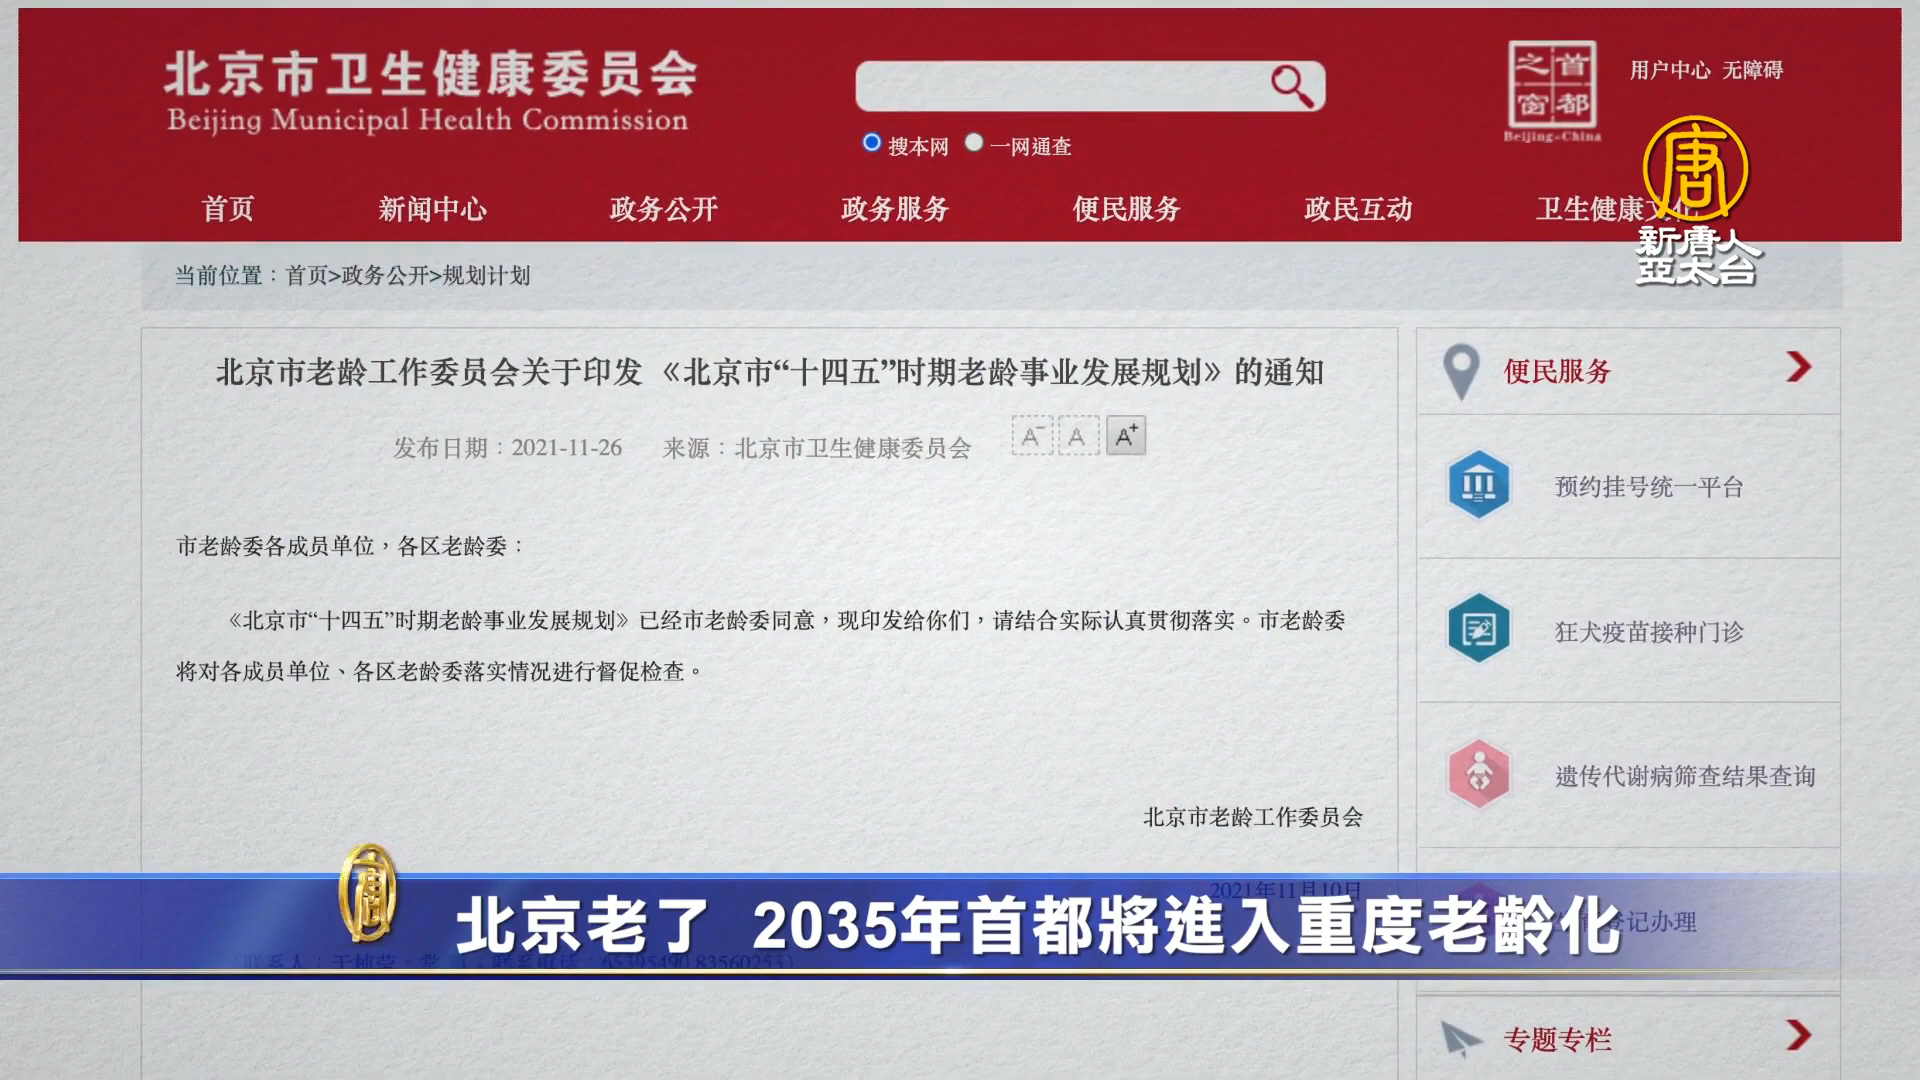 北京市卫生健康委员会
Beijing Municipal Health Commission
搜本网 一网通查
首都之窗
Beijing-China
用户中心 无障碍
唐
新唐人
亞太台
首页 新闻中心 政务公开 政务服务 便民服务 政民互动 卫生健康文化
当前位置：首页>政务公开>规划计划
北京市老龄工作委员会关于印发《北京市“十四五”时期老龄事业发展规划》的通知
发布日期：2021-11-26 来源：北京市卫生健康委员会
A- A A+
市老龄委各成员单位，各区老龄委：
《北京市“十四五”时期老龄事业发展规划》已经市老龄委同意，现印发给你们，请结合实际认真贯彻落实。市老龄委
将对各成员单位、各区老龄委落实情况进行督促检查。
北京市老龄工作委员会
2021年11月10日
便民服务
预约挂号统一平台
狂犬疫苗接种门诊
遗传代谢病筛查结果查询
登记办理
专题专栏
唐
北京老了 2035年首都將進入重度老齡化